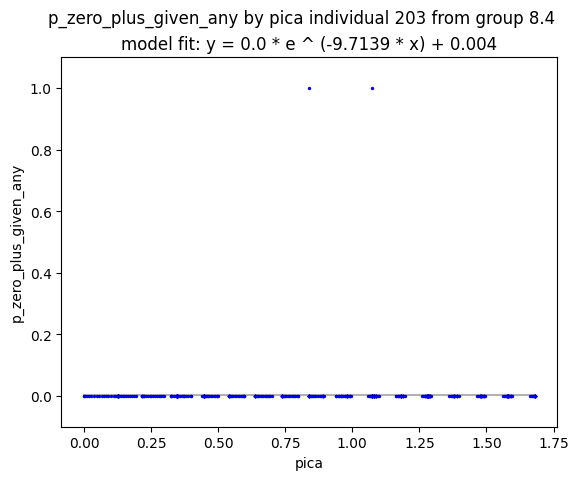 p_zero_plus_given_any by pica individual 203 from group 8.4
model fit: y = 0.0 * e ^ (-9.7139 * x) + 0.004
1.0
0.8
0.6
0.4
0.2
0.0
p_zero_plus_given_any
0.00 0.25 0.50 0.75 1.00 1.25 1.50 1.75
pica